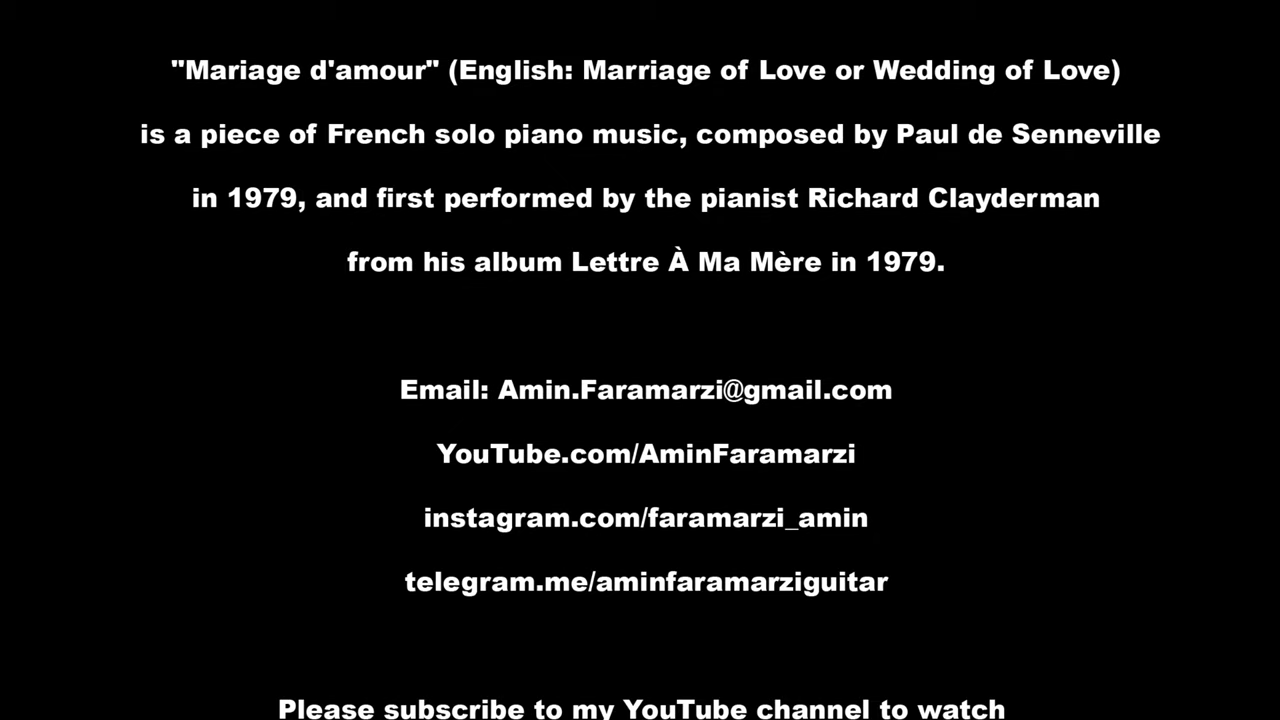 "Mariage d'amour" (English: Marriage of Love or Wedding of Love)
is a piece of French solo piano music, composed by Paul de Senneville
in 1979, and first performed by the pianist Richard Clayderman
from his album Lettre À Ma Mère in 1979.
Email: Amin.Faramarzi@gmail.com
YouTube.com/AminFaramarzi
instagram.com/faramarzi_amin
telegram.me/aminfaramarziguitar
Please subscribe to my YouTube channel to watch